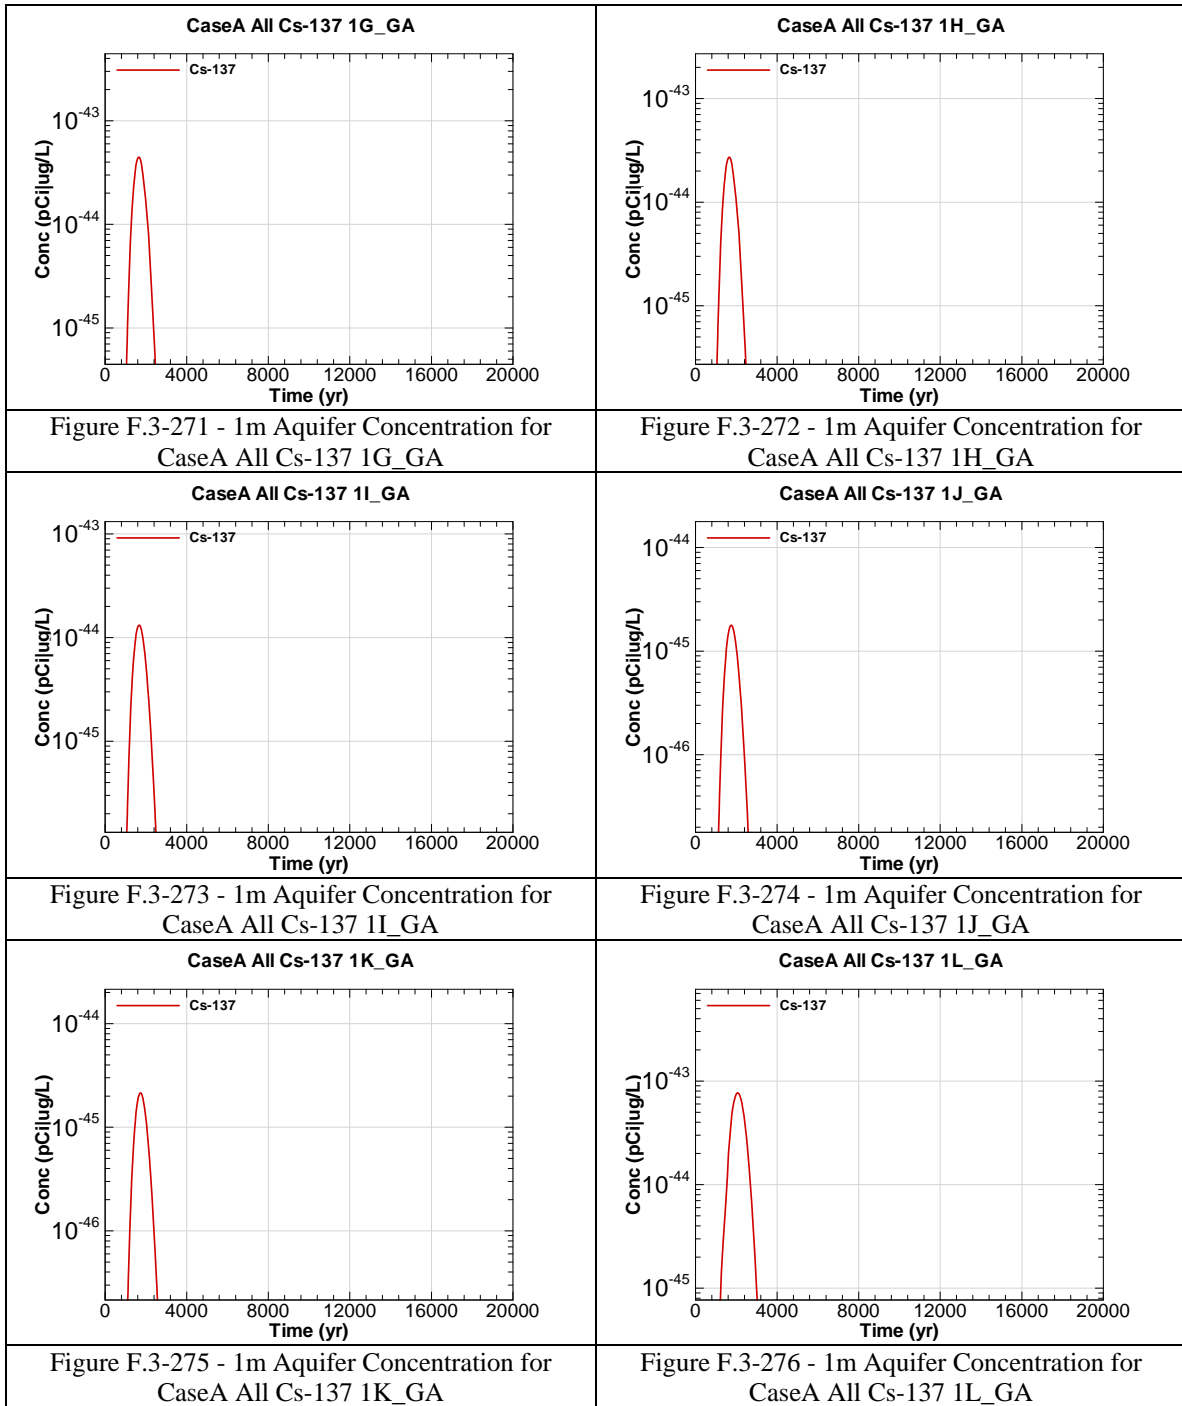 CaseA All Cs-137 1G_GA
Cs-137
10-43
10-44
10-45
Conc (pCi|ug/L)
0 4000 8000 12000 16000 20000
Time (yr)
Figure F.3-271 - 1m Aquifer Concentration for
CaseA All Cs-137 1G_GA
CaseA All Cs-137 1H_GA
Cs-137
10-43
10-44
10-45
Conc (pCi|ug/L)
0 4000 8000 12000 16000 20000
Time (yr)
Figure F.3-272 - 1m Aquifer Concentration for
CaseA All Cs-137 1H_GA
CaseA All Cs-137 1I_GA
Cs-137
10-43
10-44
10-45
Conc (pCi|ug/L)
0 4000 8000 12000 16000 20000
Time (yr)
Figure F.3-273 - 1m Aquifer Concentration for
CaseA All Cs-137 1I_GA
CaseA All Cs-137 1J_GA
Cs-137
10-44
10-45
10-46
Conc (pCi|ug/L)
0 4000 8000 12000 16000 20000
Time (yr)
Figure F.3-274 - 1m Aquifer Concentration for
CaseA All Cs-137 1J_GA
CaseA All Cs-137 1K_GA
Cs-137
10-44
10-45
10-46
Conc (pCi|ug/L)
0 4000 8000 12000 16000 20000
Time (yr)
Figure F.3-275 - 1m Aquifer Concentration for
CaseA All Cs-137 1K_GA
CaseA All Cs-137 1L_GA
Cs-137
10-43
10-44
10-45
Conc (pCi|ug/L)
0 4000 8000 12000 16000 20000
Time (yr)
Figure F.3-276 - 1m Aquifer Concentration for
CaseA All Cs-137 1L_GA